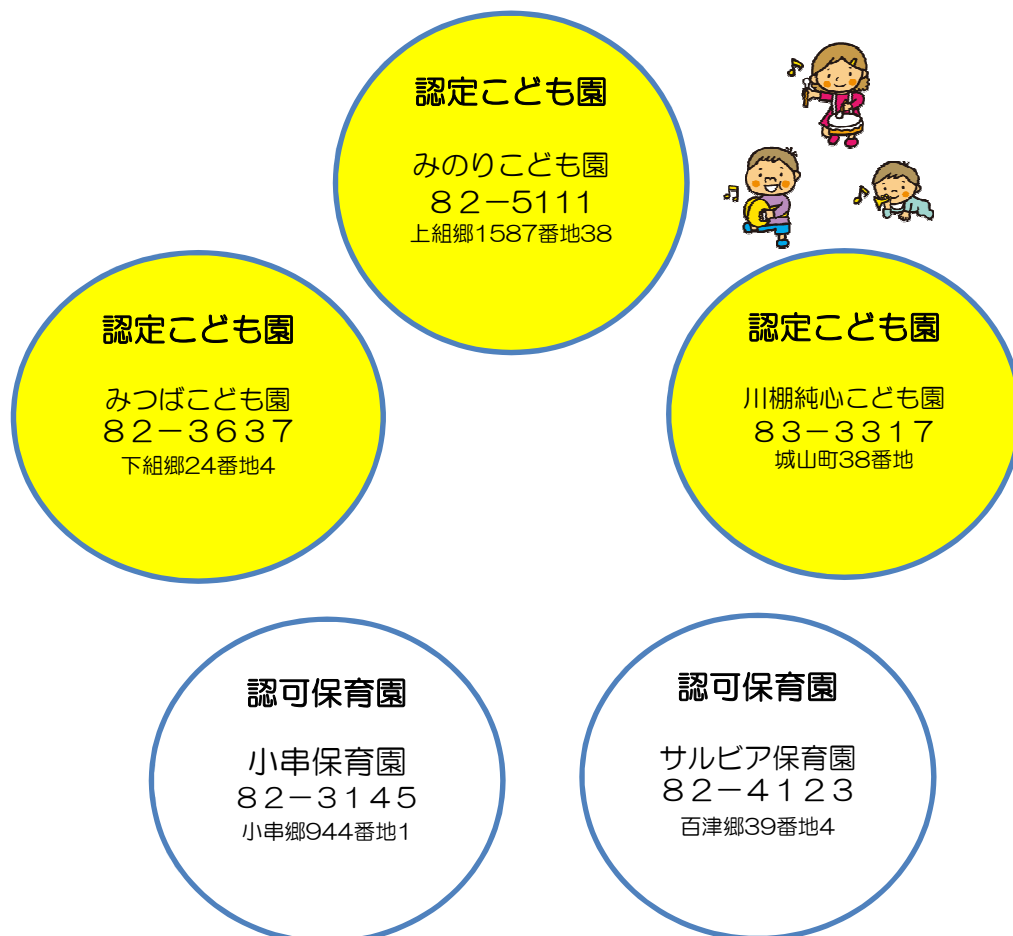 認定こども園
みのりこども園
８２－5111
上組郷1587番地38
認定こども園
みつばこども園
８２－３６３７
下組郷24番地4
認定こども園
川棚純心こども園
８３－３３１７
城山町38番地
認可保育園
小串保育園
８２－３１４５
小串郷944番地1
認可保育園
サルビア保育園
８２－４１２３
百津郷39番地4